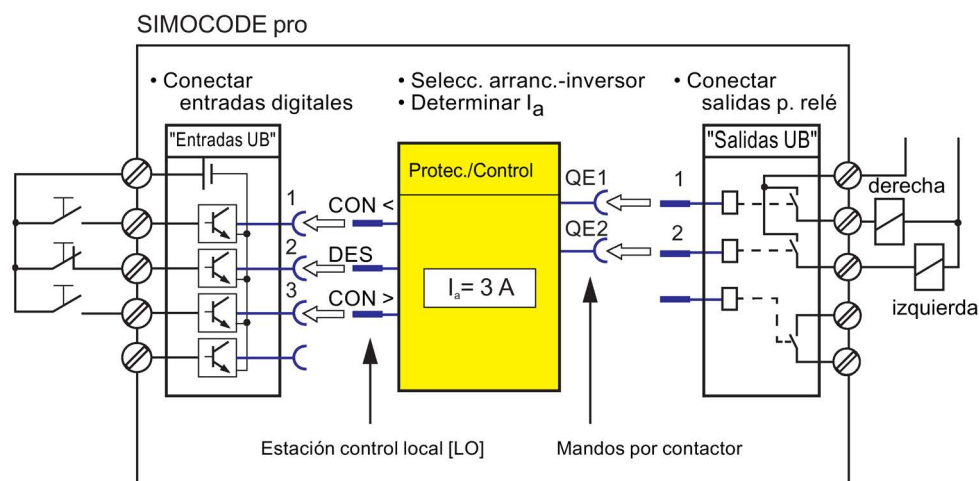 SIMOCODE pro
• Conectar
entradas digitales
• Selecc. arranc.-inversor
• Determinar Ia
• Conectar
salidas p. relé
"Entradas UB"
Protec./Control
"Salidas UB"
1
CON <
2
DES
3
CON >
Ia= 3 A
QE1
1
QE2
2
derecha
izquierda
Estación control local [LO]
Mandos por contactor